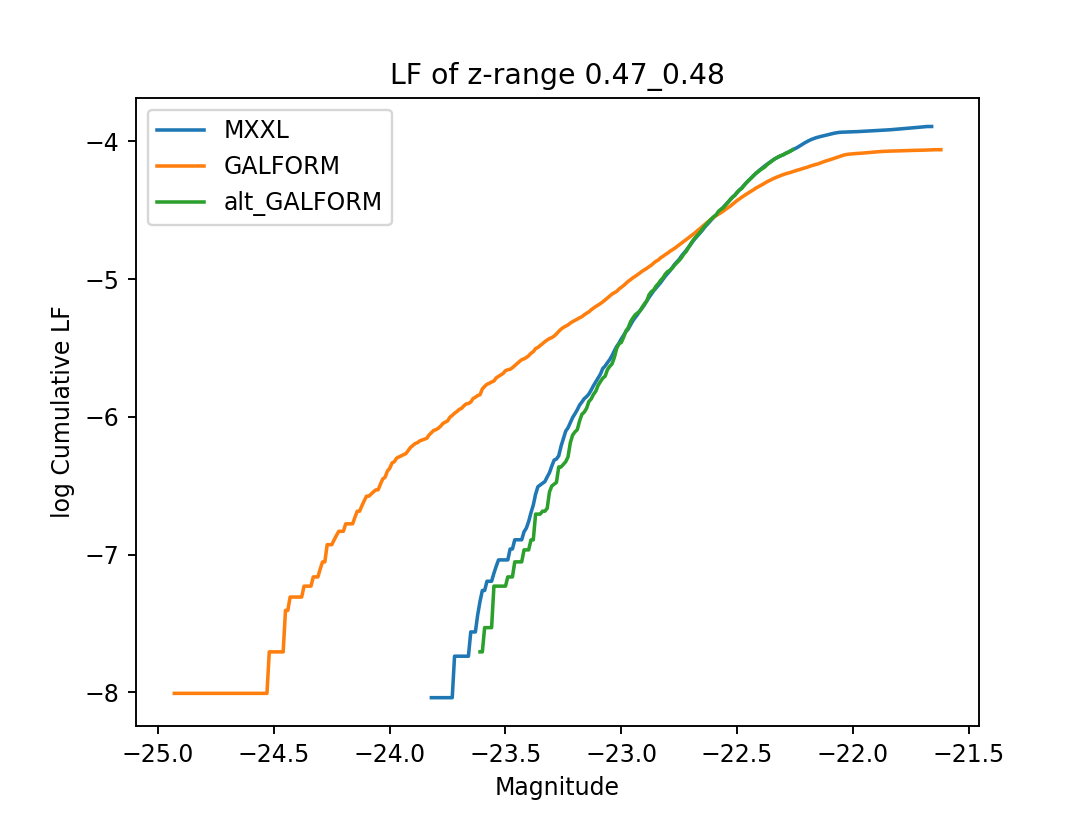 LF of z-range 0.47_0.48
MXXL
GALFORM
alt_GALFORM
log Cumulative LF
−4
−5
−6
−7
−8
−25.0 −24.5 −24.0 −23.5 −23.0 −22.5 −22.0 −21.5
Magnitude